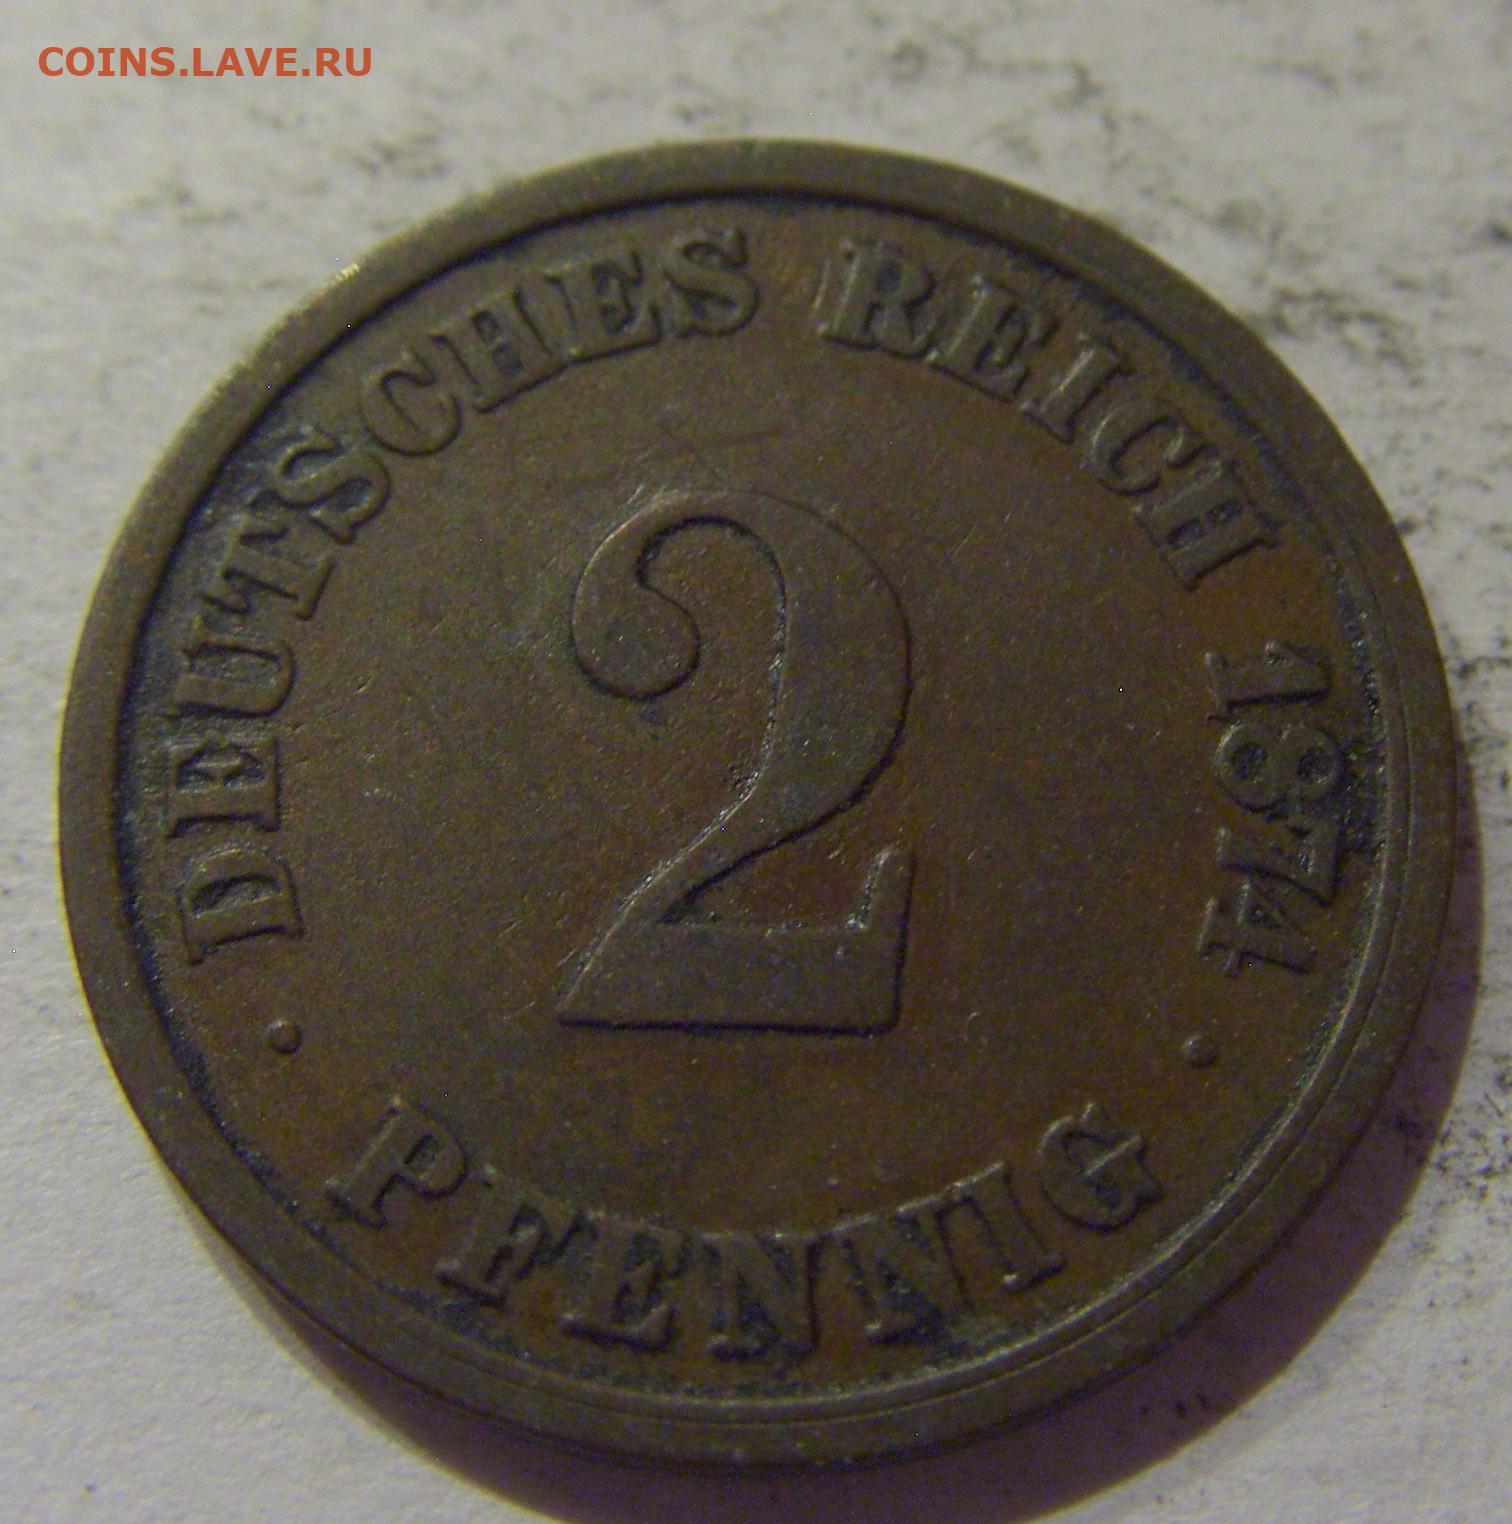 COINS.LAVE.RU
DEUTSCHES REICH 1874
2
· PFENNIG ·